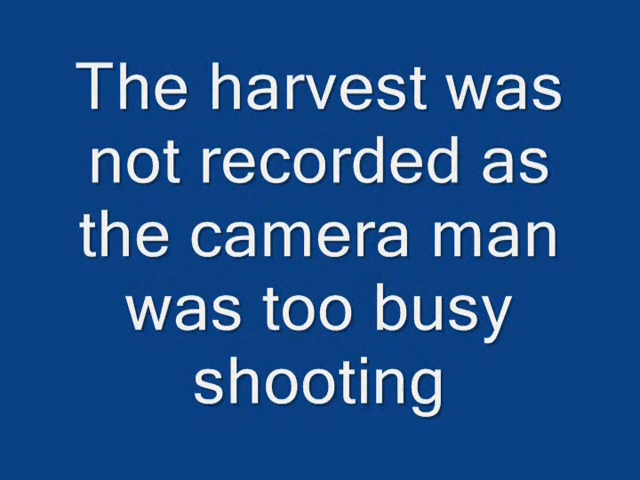 The harvest was
not recorded as
the camera man
was too busy
shooting